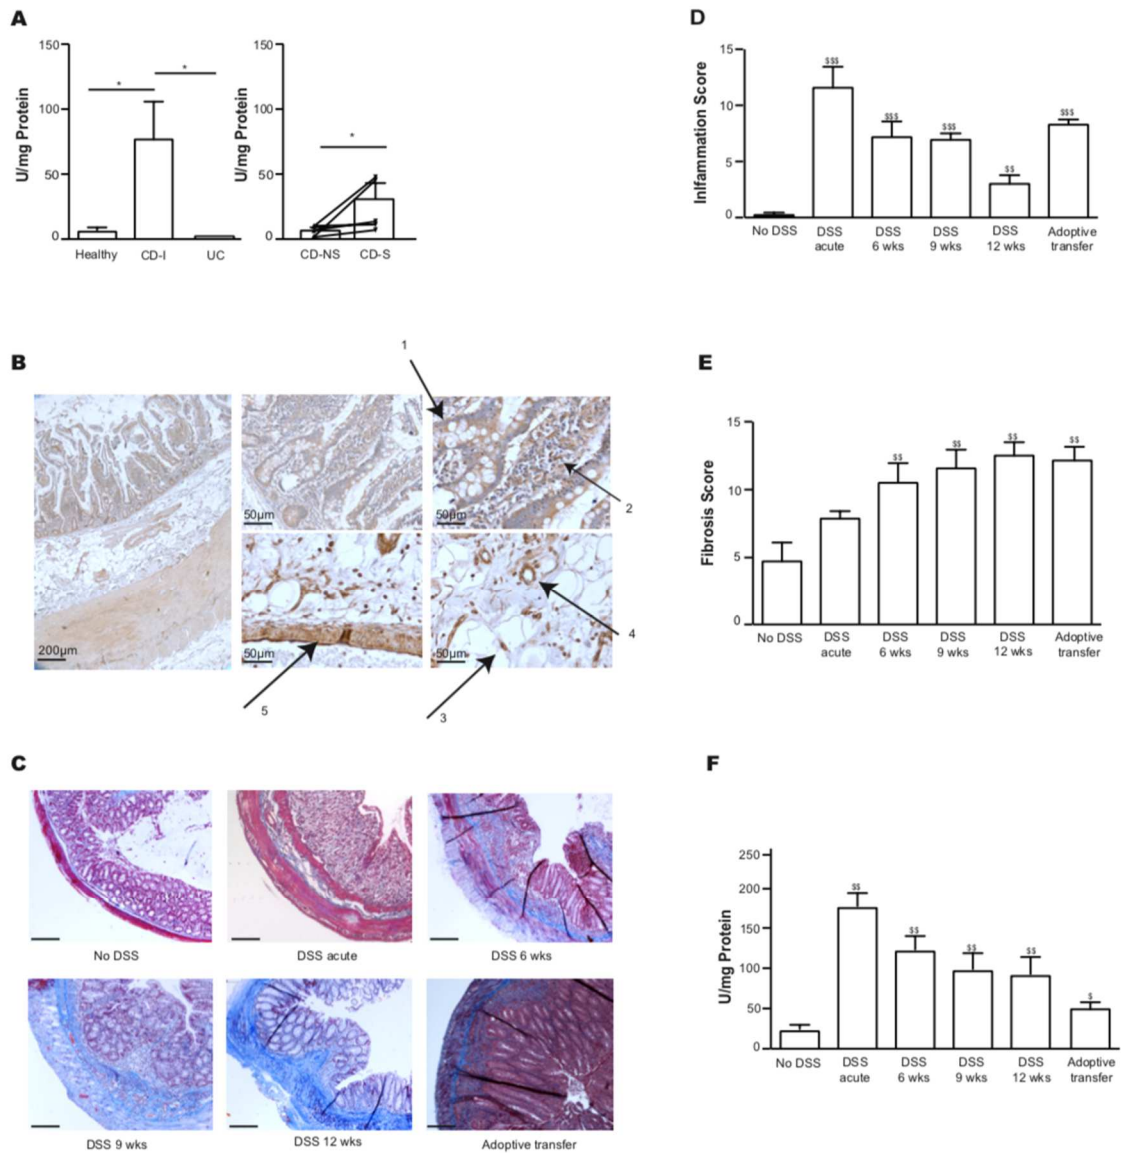 A
150
100
50
0
U/mg Protein
*
*
Healthy CD-I UC
150
100
50
0
U/mg Protein
*
CD-NS CD-S
B
1
2
3
4
5
200µm
50µm
50µm
50µm
50µm
C
No DSS
DSS acute
DSS 6 wks
DSS 9 wks
DSS 12 wks
Adoptive transfer
D
15
10
5
0
Inlfammation Score
$$$
$$$
$$$
$$
$$$
No DSS
DSS acute
DSS 6 wks
DSS 9 wks
DSS 12 wks
Adoptive transfer
E
15
10
5
0
Fibrosis Score
$$
$$
$$
$$
No DSS
DSS acute
DSS 6 wks
DSS 9 wks
DSS 12 wks
Adoptive transfer
F
250
200
150
100
50
0
U/mg Protein
$$
$$
$$
$$
$
No DSS
DSS acute
DSS 6 wks
DSS 9 wks
DSS 12 wks
Adoptive transfer